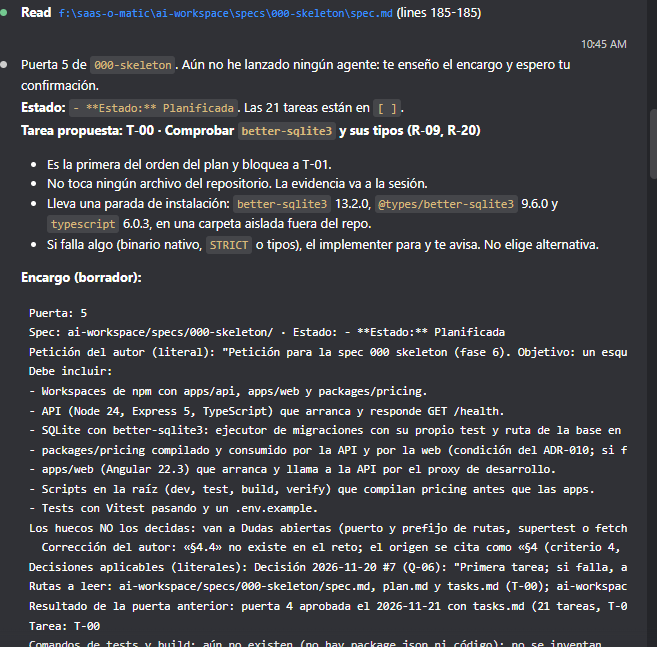 Read f:\saas-o-matic\ai-workspace\specs\000-skeleton\spec.md (lines 185-185)
10:45 AM
Puerta 5 de 000-skeleton. Aún no he lanzado ningún agente: te enseño el encargo y espero tu
confirmación.
Estado: - **Estado:** Planificada. Las 21 tareas están en [ ].
Tarea propuesta: T-00 · Comprobar better-sqlite3 y sus tipos (R-09, R-20)
• Es la primera del orden del plan y bloquea a T-01.
• No toca ningún archivo del repositorio. La evidencia va a la sesión.
• Lleva una parada de instalación: better-sqlite3 13.2.0, @types/better-sqlite3 9.6.0 y
typescript 6.0.3, en una carpeta aislada fuera del repo.
• Si falla algo (binario nativo, STRICT o tipos), el implementer para y te avisa. No elige alternativa.
Encargo (borrador):
Puerta: 5
Spec: ai-workspace/specs/000-skeleton/ · Estado: - **Estado:** Planificada
Petición del autor (literal): "Petición para la spec 000 skeleton (fase 6). Objetivo: un esqu
Debe incluir:
- Workspaces de npm con apps/api, apps/web y packages/pricing.
- API (Node 24, Express 5, TypeScript) que arranca y responde GET /health.
- SQLite con better-sqlite3: ejecutor de migraciones con su propio test y ruta de la base en
- packages/pricing compilado y consumido por la API y por la web (condición del ADR-010; si f
- apps/web (Angular 22.3) que arranca y llama a la API por el proxy de desarrollo.
- Scripts en la raíz (dev, test, build, verify) que compilan pricing antes que las apps.
- Tests con Vitest pasando y un .env.example.
Los huecos NO los decidas: van a Dudas abiertas (puerto y prefijo de rutas, supertest o fetch
Corrección del autor: «§4.4» no existe en el reto; el origen se cita como «§4 (criterio 4,
Decisiones aplicables (literales): Decisión 2026-11-20 #7 (Q-06): "Primera tarea; si falla, a
Rutas a leer: ai-workspace/specs/000-skeleton/spec.md, plan.md y tasks.md (T-00); ai-workspac
Resultado de la puerta anterior: puerta 4 aprobada el 2026-11-21 con tasks.md (21 tareas, T-0
Tarea: T-00
Comandos de tests y build: aún no existen (no hay package.json ni código); no se inventan